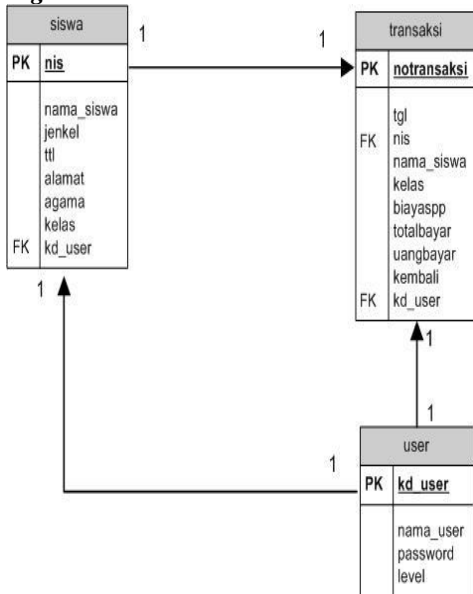 siswa
PK nis
nama_siswa
jenkel
ttl
alamat
agama
kelas
FK kd_user
1
1
transaksi
PK notransaksi
tgl
FK nis
nama_siswa
kelas
biayaspp
totalbayar
uangbayar
kembali
FK kd_user
1
1
1
1
user
PK kd_user
nama_user
password
level